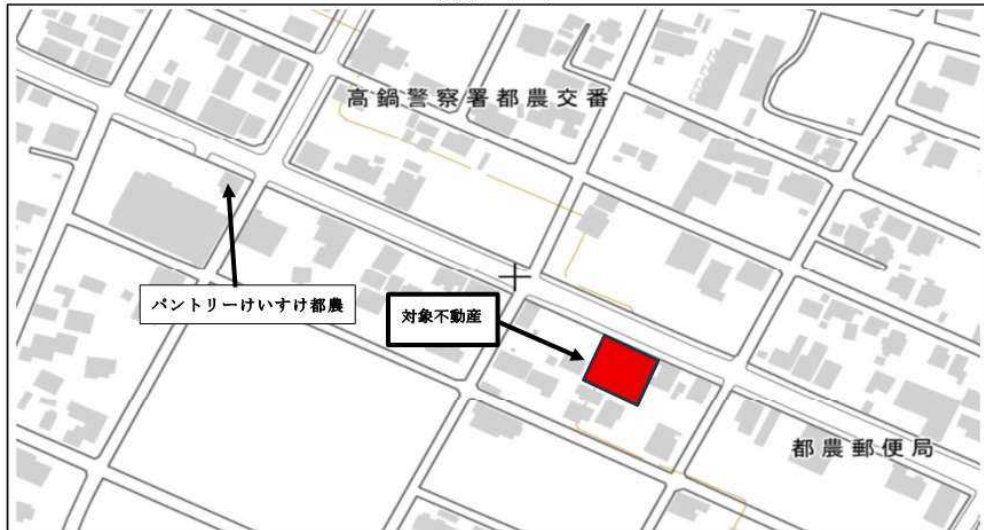 高鍋警察署都農交番
パントリーけいすけ都農
対象不動産
都農郵便局